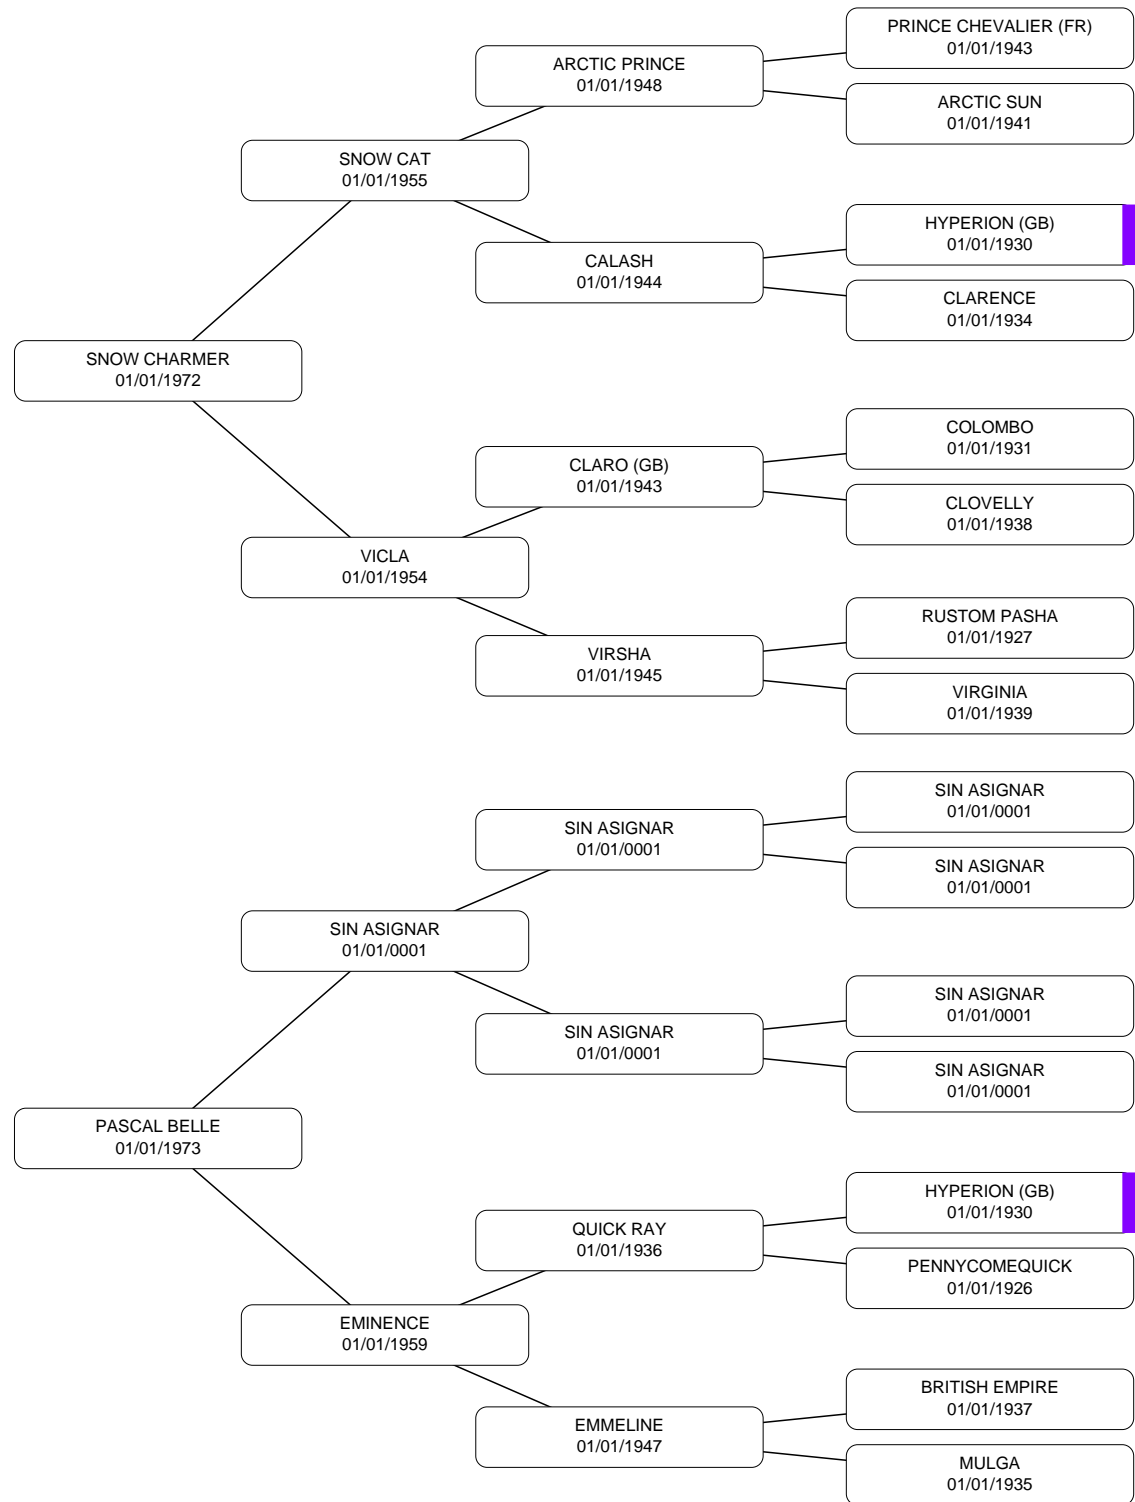 PRINCE CHEVALIER (FR)
01/01/1943
ARCTIC PRINCE
01/01/1948
ARCTIC SUN
01/01/1941
SNOW CAT
01/01/1955
HYPERION (GB)
01/01/1930
CALASH
01/01/1944
CLARENCE
01/01/1934
SNOW CHARMER
01/01/1972
COLOMBO
01/01/1931
CLARO (GB)
01/01/1943
CLOVELLY
01/01/1938
VICLA
01/01/1954
RUSTOM PASHA
01/01/1927
VIRSHA
01/01/1945
VIRGINIA
01/01/1939
SIN ASIGNAR
01/01/0001
SIN ASIGNAR
01/01/0001
SIN ASIGNAR
01/01/0001
SIN ASIGNAR
01/01/0001
SIN ASIGNAR
01/01/0001
SIN ASIGNAR
01/01/0001
SIN ASIGNAR
01/01/0001
PASCAL BELLE
01/01/1973
HYPERION (GB)
01/01/1930
QUICK RAY
01/01/1936
PENNYCOMEQUICK
01/01/1926
EMINENCE
01/01/1959
BRITISH EMPIRE
01/01/1937
EMMELINE
01/01/1947
MULGA
01/01/1935